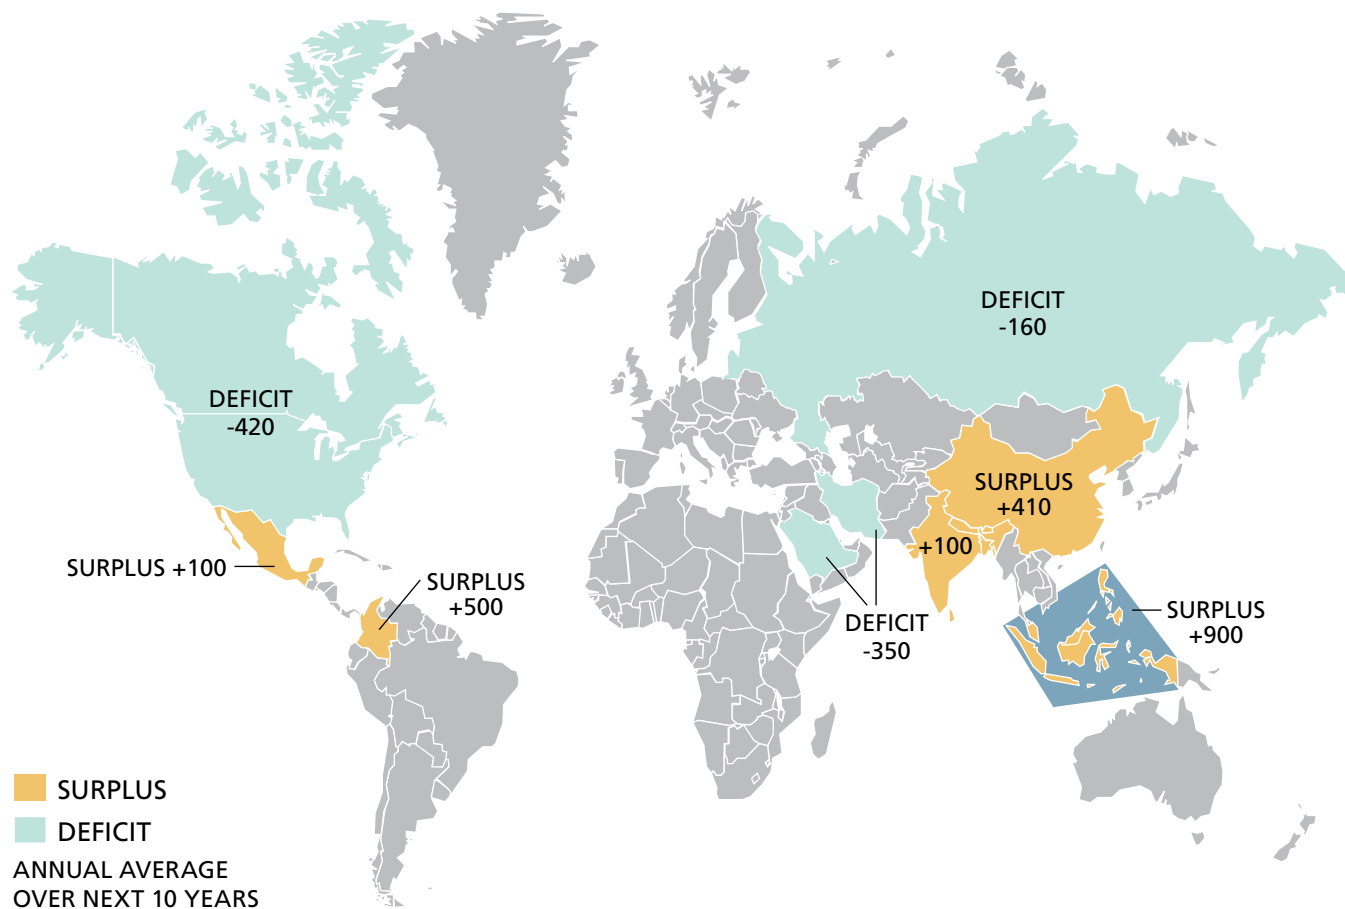 DEFICIT
-160
DEFICIT
-420
SURPLUS
+410
+100
SURPLUS +100
SURPLUS
+500
DEFICIT
-350
SURPLUS
+900
SURPLUS
DEFICIT
ANNUAL AVERAGE
OVER NEXT 10 YEARS